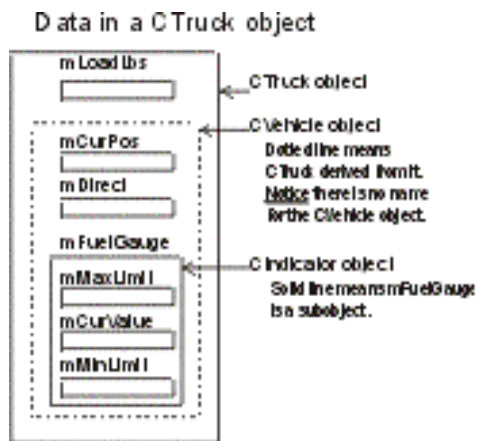 Data in a CTruck object
mLoadLbs
CTruck object
CVehicle object
Dotted line means
CTruck derived from it.
Notice there is no name
for the CVehicle object.
mCurPos
mDirect
mFuelGauge
CIndicator object
Solid line means mFuelGauge
is a subobject.
mMaxLimit
mCurValue
mMinLimit